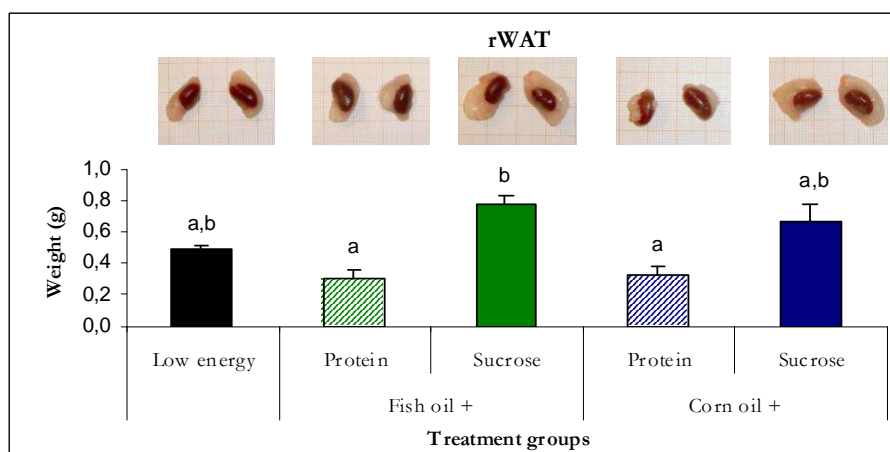 rWAT
Weight (g)
1,0
0,8
0,6
0,4
0,2
0,0
a,b
a
b
a
a,b
Low energy
Protein
Sucrose
Protein
Sucrose
Fish oil +
Corn oil +
Treatment groups